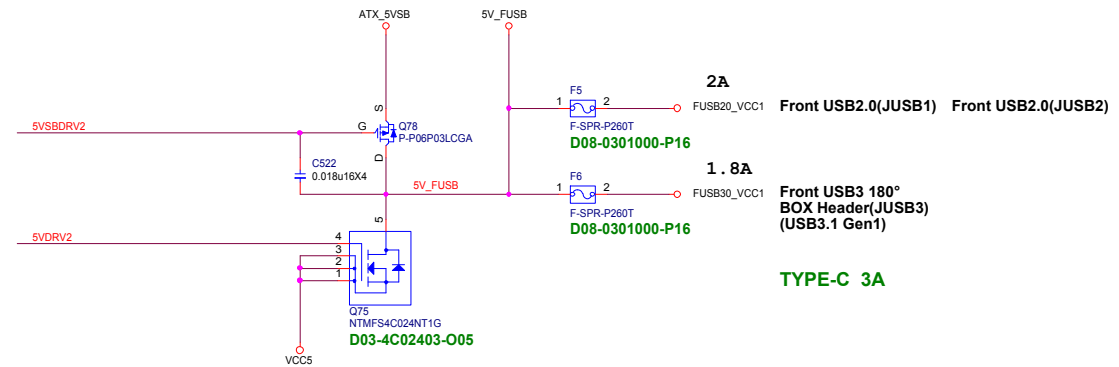 ATX_5VSB
5V_FUSB
2A
F5
1 2
FUSB20_VCC1
Front USB2.0(JUSB1) Front USB2.0(JUSB2)
F-SPR-P260T
D08-0301000-P16
5VSBDRV2
S
G
Q78
P-P06P03LCGA
D
C522
0.018u16X4
5V_FUSB
1.8A
F6
1 2
FUSB30_VCC1
Front USB3 180°
BOX Header(JUSB3)
(USB3.1 Gen1)
F-SPR-P260T
D08-0301000-P16
5
5VDRV2
4
3
2
1
TYPE-C 3A
Q75
NTMFS4C024NT1G
D03-4C02403-O05
VCC5